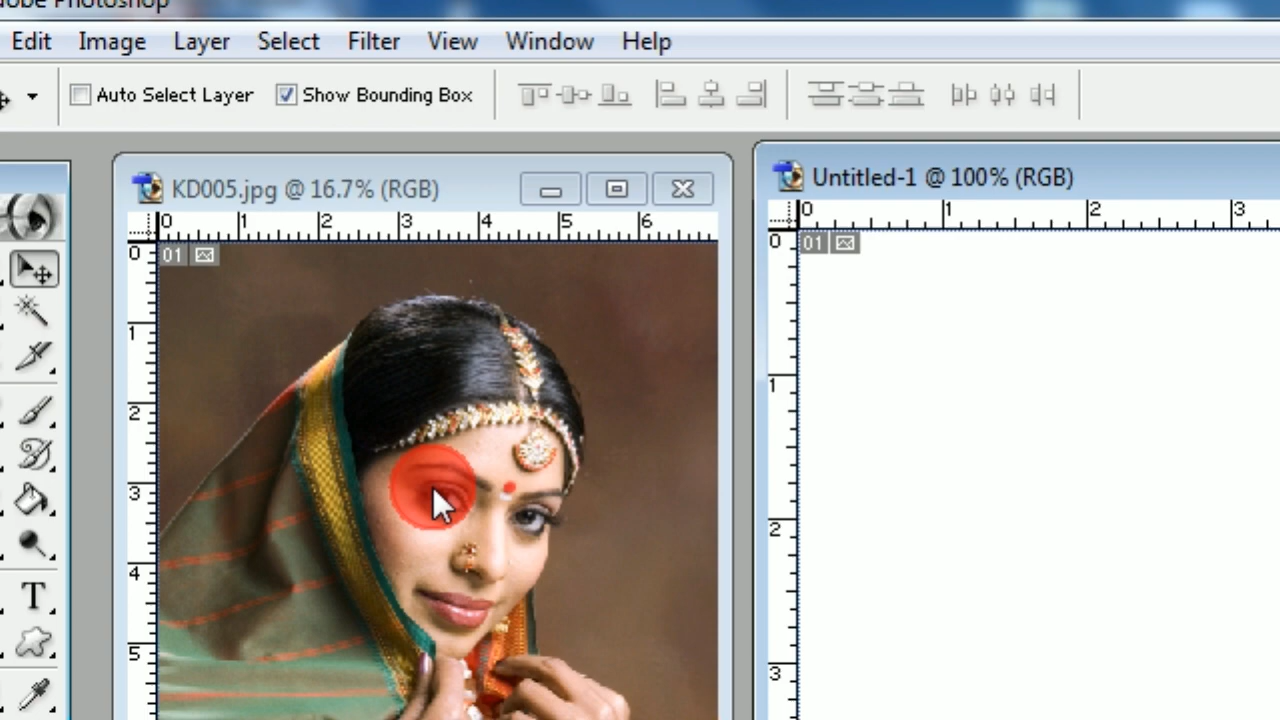 Adobe Photoshop
Edit Image Layer Select Filter View Window Help
Auto Select Layer Show Bounding Box
KD005.jpg @ 16.7% (RGB)
Untitled-1 @ 100% (RGB)
0 1 2 3 4 5 6
0 1 2 3
01
01
0
1
2
3
4
5
0
1
2
3
T